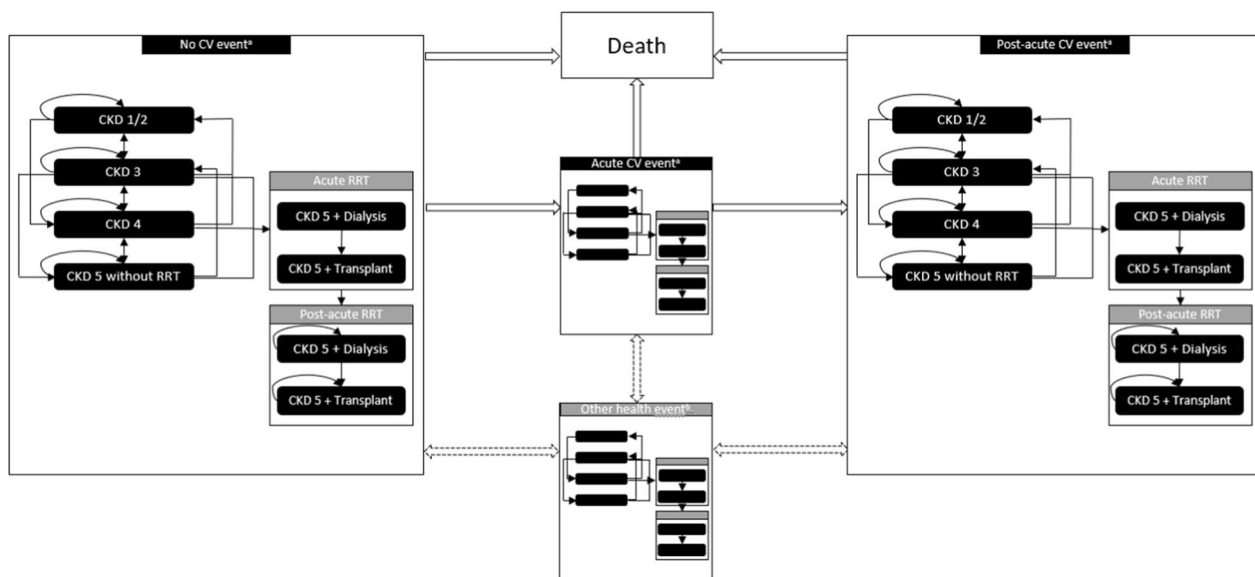 No CV eventª
CKD 1/2
CKD 3
CKD 4
CKD 5 without RRT
Acute RRT
CKD 5 + Dialysis
CKD 5 + Transplant
Post-acute RRT
CKD 5 + Dialysis
CKD 5 + Transplant
Death
Acute CV eventª
Other health eventᵇ
Post-acute CV eventª
CKD 1/2
CKD 3
CKD 4
CKD 5 without RRT
Acute RRT
CKD 5 + Dialysis
CKD 5 + Transplant
Post-acute RRT
CKD 5 + Dialysis
CKD 5 + Transplant